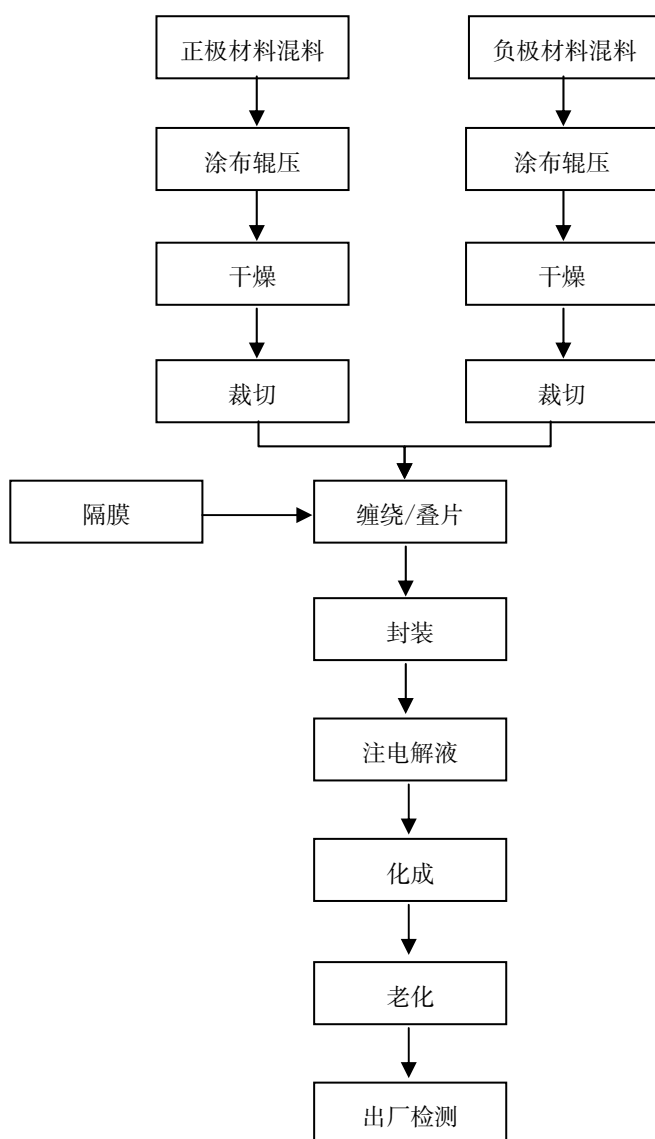 正极材料混料
负极材料混料
涂布辊压
涂布辊压
干燥
干燥
裁切
裁切
隔膜
缠绕/叠片
封装
注电解液
化成
老化
出厂检测